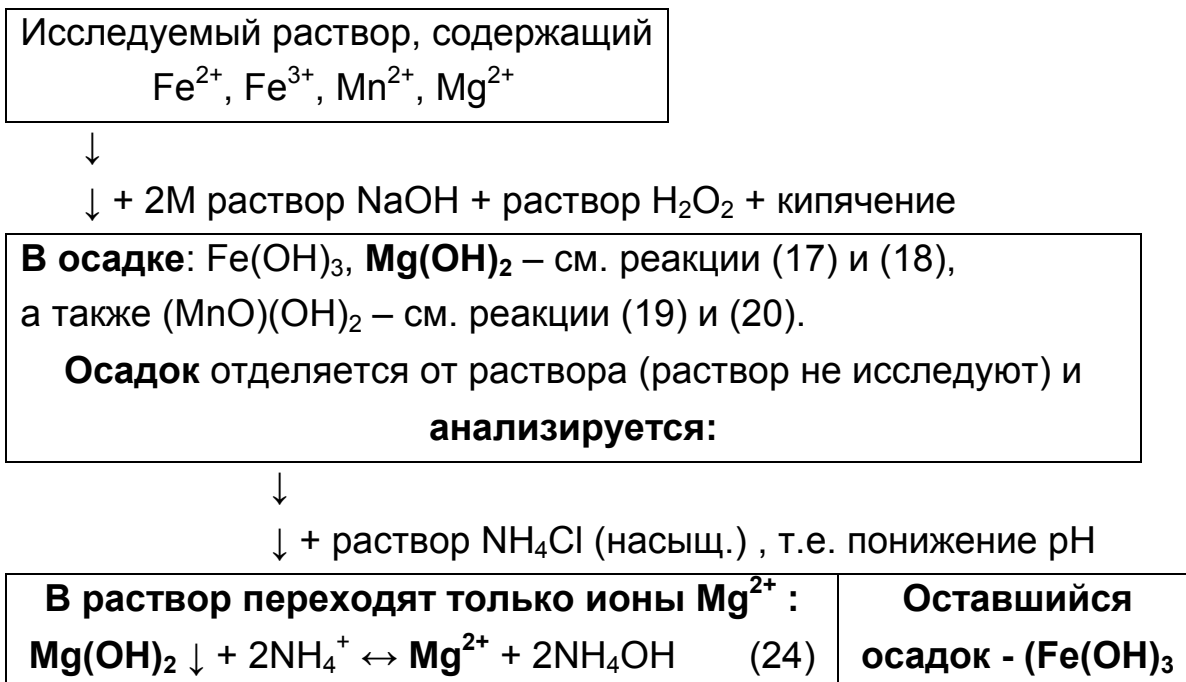 Исследуемый раствор, содержащий
Fe²⁺, Fe³⁺, Mn²⁺, Mg²⁺
↓
↓ + 2М раствор NaOH + раствор H₂O₂ + кипячение
В осадке: Fe(OH)₃, Mg(OH)₂ – см. реакции (17) и (18),
а также (MnO)(OH)₂ – см. реакции (19) и (20).
Осадок отделяется от раствора (раствор не исследуют) и
анализируется:
↓
↓ + раствор NH₄Cl (насыщ.) , т.е. понижение pH
В раствор переходят только ионы Mg²⁺ :
Mg(OH)₂ ↓ + 2NH₄⁺ ↔ Mg²⁺ + 2NH₄OH (24)
Оставшийся
осадок - (Fe(OH)₃